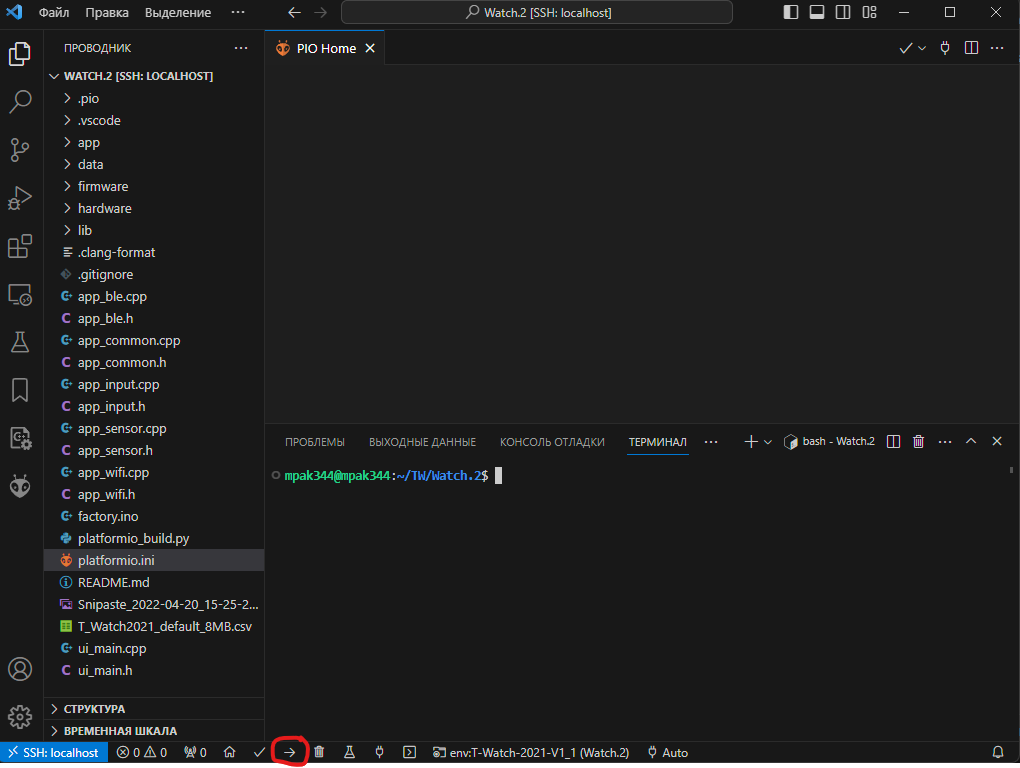 Файл Правка Выделение ··· Watch.2 [SSH: localhost]
ПРОВОДНИК ···
PIO Home
WATCH.2 [SSH: LOCALHOST]
.pio
.vscode
app
data
firmware
hardware
lib
.clang-format
.gitignore
app_ble.cpp
app_ble.h
app_common.cpp
app_common.h
app_input.cpp
app_input.h
app_sensor.cpp
app_sensor.h
app_wifi.cpp
app_wifi.h
factory.ino
platformio_build.py
platformio.ini
README.md
Snipaste_2022-04-20_15-25-2...
T_Watch2021_default_8MB.csv
ui_main.cpp
ui_main.h
СТРУКТУРА
ВРЕМЕННАЯ ШКАЛА
ПРОБЛЕМЫ ВЫХОДНЫЕ ДАННЫЕ КОНСОЛЬ ОТЛАДКИ ТЕРМИНАЛ ··· bash - Watch.2 ···
mpak344@mpak344:~/TW/Watch.2$
SSH: localhost 0 0 0 env:T-Watch-2021-V1_1 (Watch.2) Auto